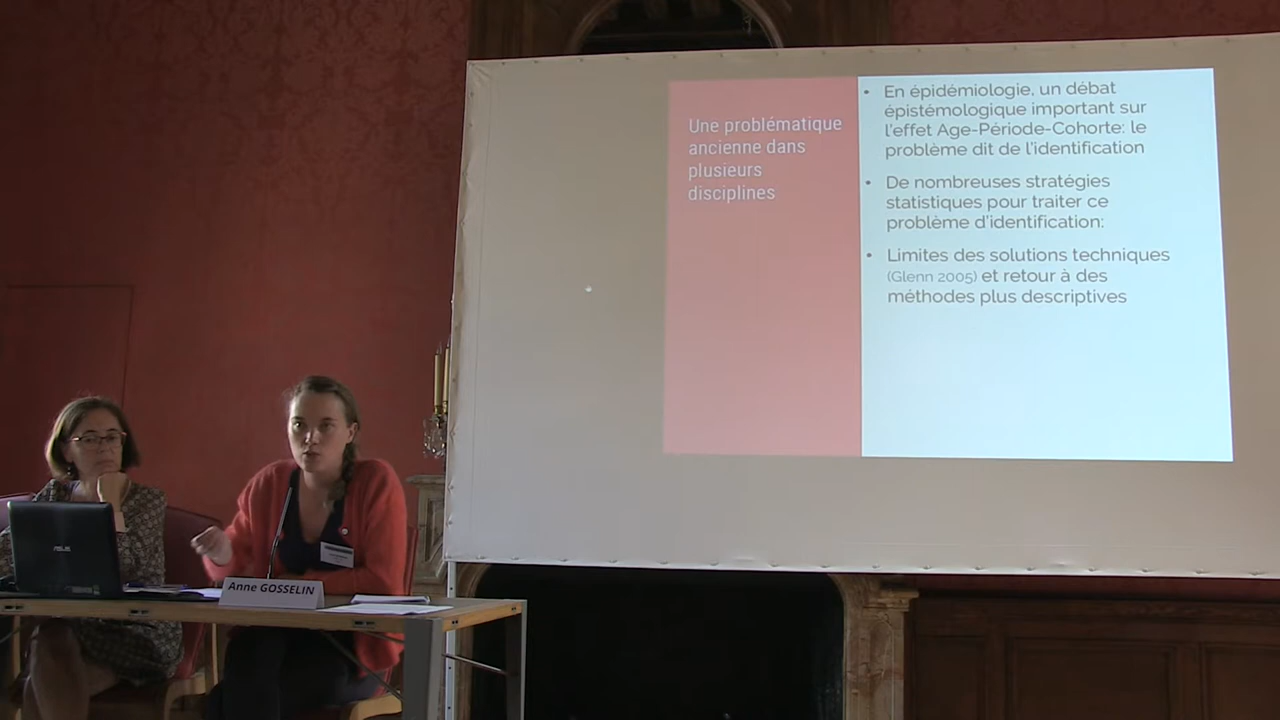 Une problématique
ancienne dans
plusieurs
disciplines
• En épidémiologie, un débat
épistémologique important sur
l'effet Age-Période-Cohorte: le
problème dit de l'identification
• De nombreuses stratégies
statistiques pour traiter ce
problème d'identification:
• Limites des solutions techniques
(Glenn 2005) et retour à des
méthodes plus descriptives
ASUS
Anne GOSSELIN